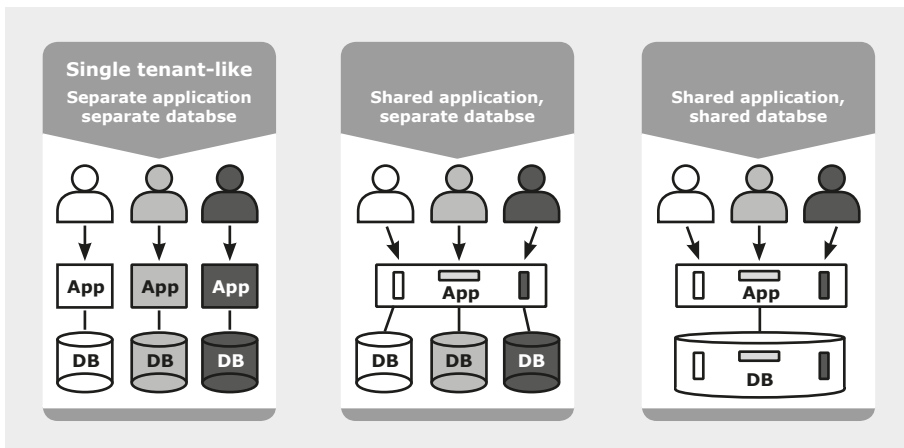 Single tenant-like
Separate application
separate databse
App
App
App
DB
DB
DB
Shared application,
separate databse
App
DB
DB
DB
Shared application,
shared databse
App
DB